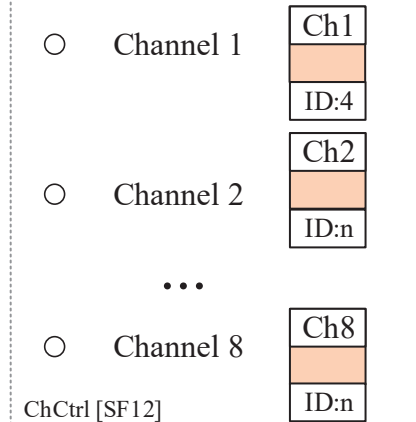 Channel 1
Ch1
ID:4
Channel 2
Ch2
ID:n
...
Channel 8
Ch8
ID:n
ChCtrl [SF12]